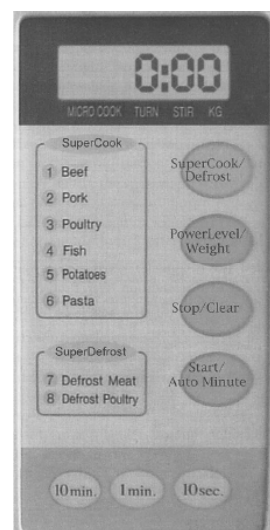 0:00
MICRO COOK TURN STIR KG
SuperCook
1 Beef
2 Pork
3 Poultry
4 Fish
5 Potatoes
6 Pasta
SuperCook/
Defrost
PowerLevel/
Weight
Stop/Clear
SuperDefrost
7 Defrost Meat
8 Defrost Poultry
Start/
Auto Minute
10min. 1min. 10sec.